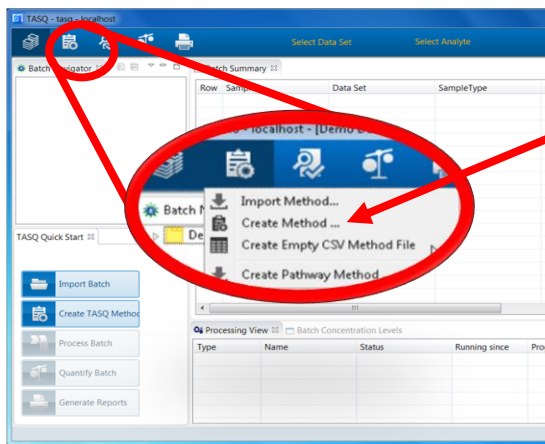 TASQ - tasq - localhost
Select Data Set Select Analyte
Batch Navigator
Batch Summary
Row Data Set SampleType
localhost - [Demo
Import Method...
Create Method ...
Create Empty CSV Method File
Create Pathway Method
Batch
De
TASQ Quick Start
Import Batch
Create TASQ Method
Process Batch
Quantify Batch
Generate Reports
Processing View Batch Concentration Levels
Type Name Status Running since